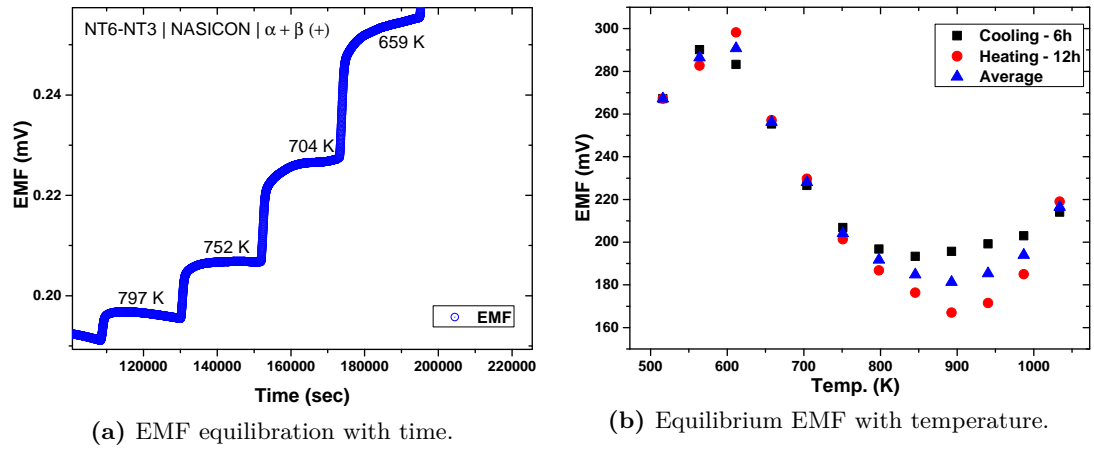 NT6-NT3 | NASICON | α + β (+)
659 K
704 K
752 K
797 K
EMF
EMF (mV)
0.24
0.22
0.20
120000 140000 160000 180000 200000 220000
Time (sec)
(a) EMF equilibration with time.
Cooling - 6h
Heating - 12h
Average
EMF (mV)
300
280
260
240
220
200
180
160
500 600 700 800 900 1000
Temp. (K)
(b) Equilibrium EMF with temperature.